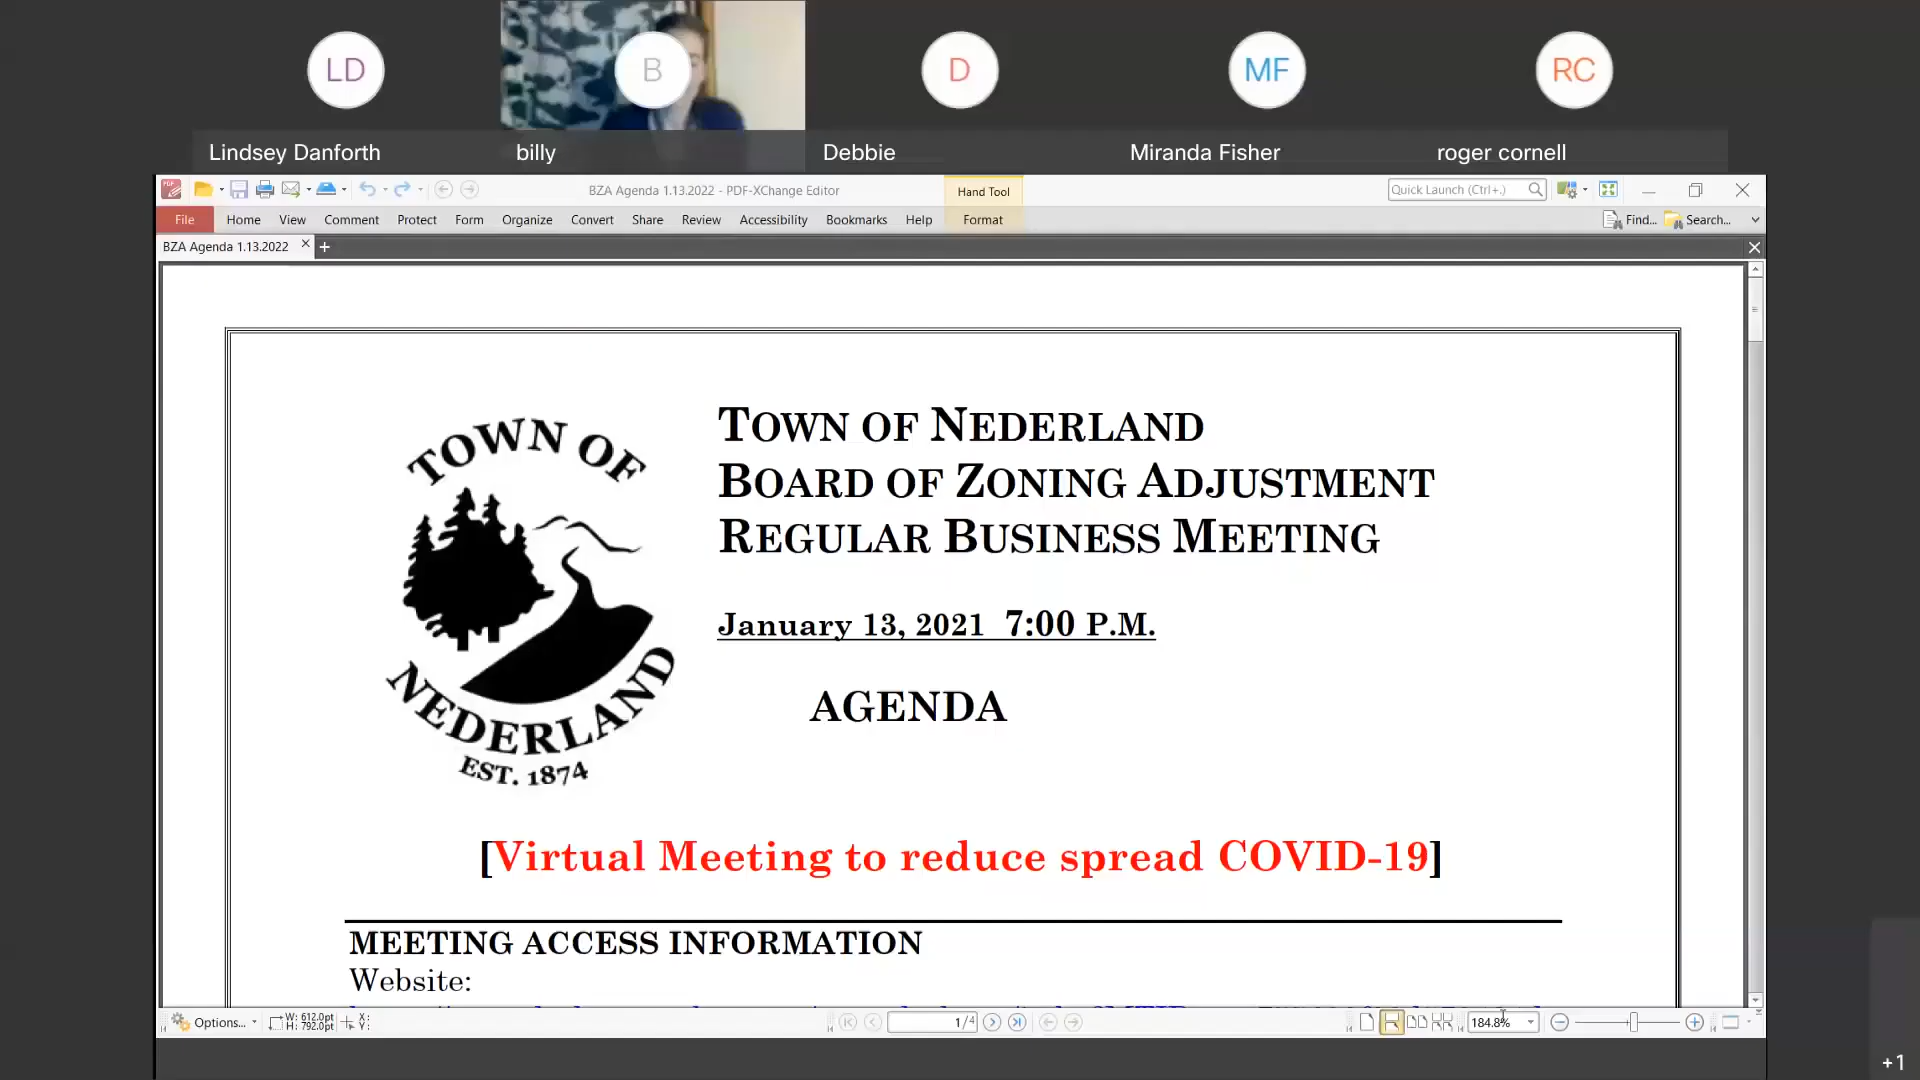 LD
B
D
MF
RC
Lindsey Danforth
billy
Debbie
Miranda Fisher
roger cornell
BZA Agenda 1.13.2022 - PDF-XChange Editor
Hand Tool
Quick Launch (Ctrl+.)
File Home View Comment Protect Form Organize Convert Share Review Accessibility Bookmarks Help Format
Find... Search...
BZA Agenda 1.13.2022
TOWN OF
NEDERLAND
EST. 1874
TOWN OF NEDERLAND
BOARD OF ZONING ADJUSTMENT
REGULAR BUSINESS MEETING
January 13, 2021 7:00 P.M.
AGENDA
[Virtual Meeting to reduce spread COVID-19]
MEETING ACCESS INFORMATION
Website:
Options...
W: 612.0pt
H: 792.0pt
X:
Y:
1/4
184.8%
+1